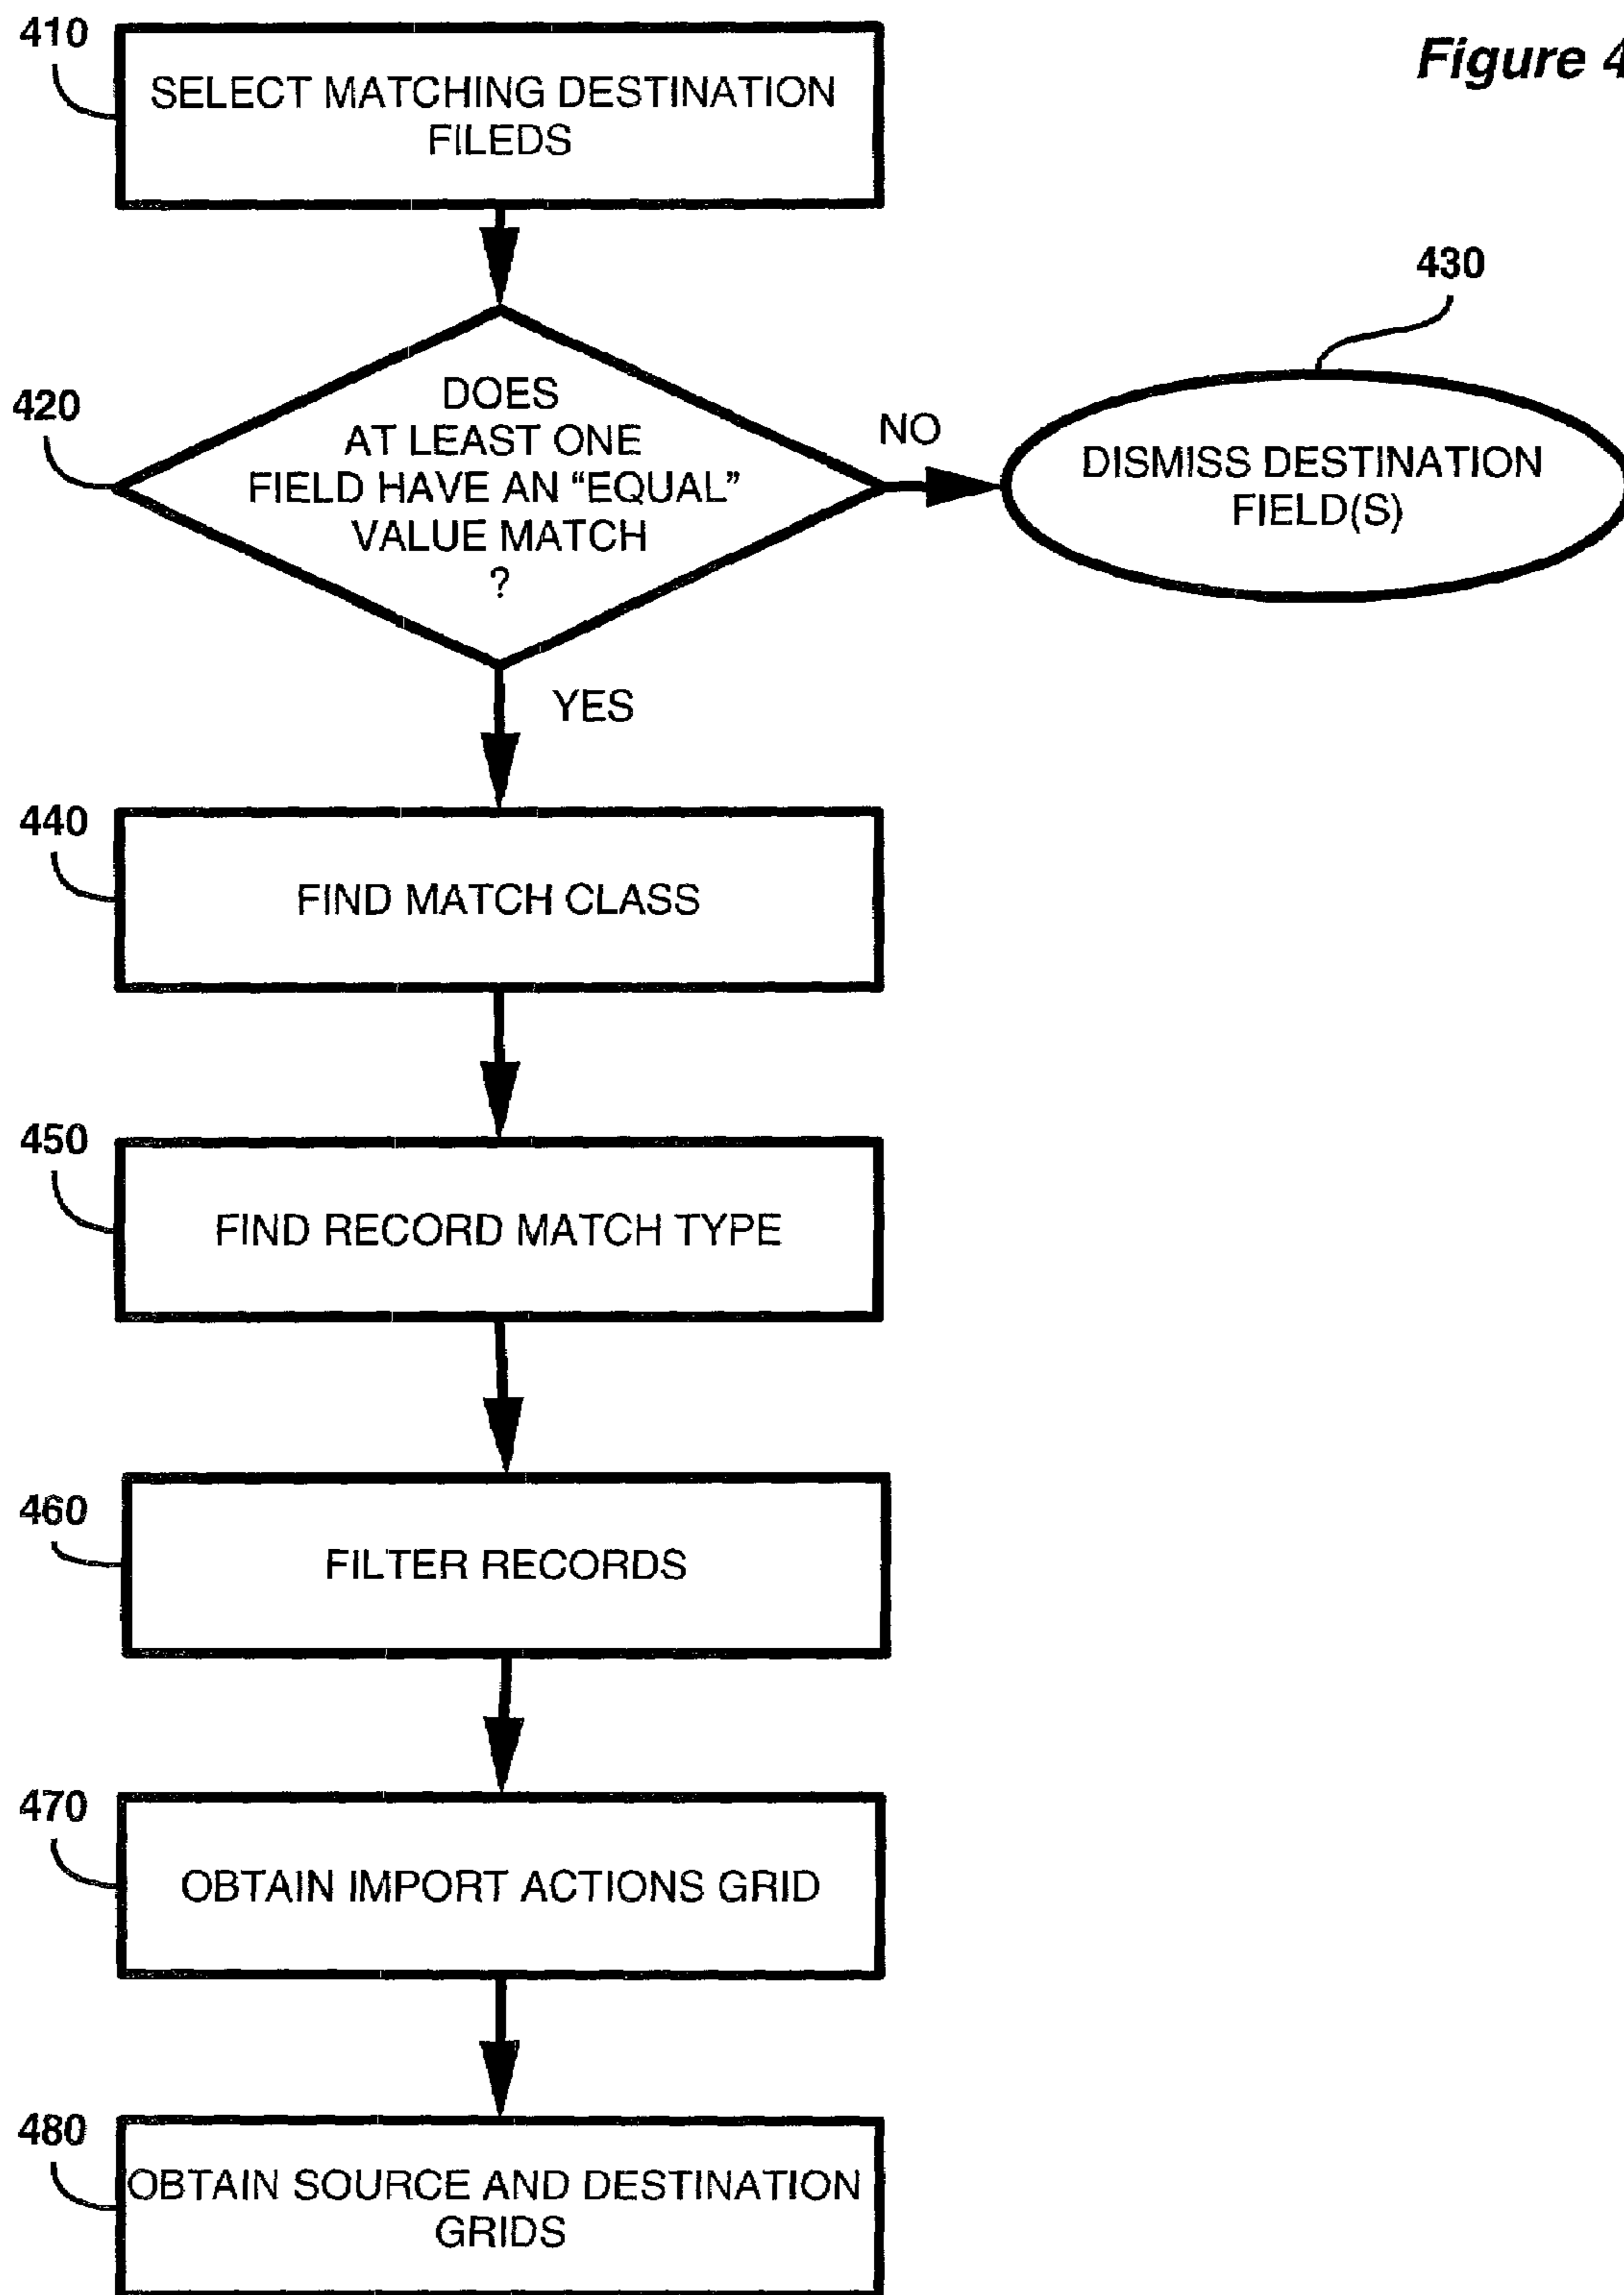 Figure 4
410
SELECT MATCHING DESTINATION
FILEDS
420
DOES
AT LEAST ONE
FIELD HAVE AN “EQUAL”
VALUE MATCH
?
NO
430
DISMISS DESTINATION
FIELD(S)
YES
440
FIND MATCH CLASS
450
FIND RECORD MATCH TYPE
460
FILTER RECORDS
470
OBTAIN IMPORT ACTIONS GRID
480
OBTAIN SOURCE AND DESTINATION
GRIDS